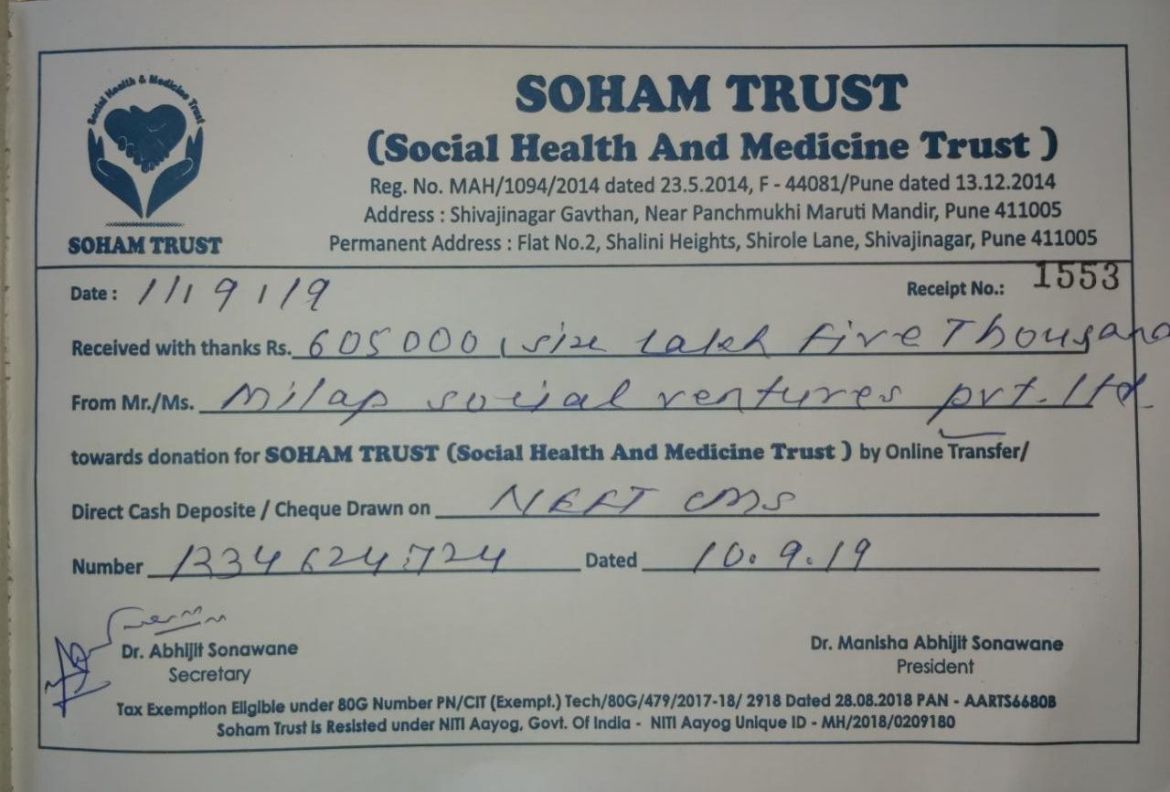 Social Health & Medicine Trust
SOHAM TRUST
SOHAM TRUST
(Social Health And Medicine Trust )
Reg. No. MAH/1094/2014 dated 23.5.2014, F - 44081/Pune dated 13.12.2014
Address : Shivajinagar Gavthan, Near Panchmukhi Maruti Mandir, Pune 411005
Permanent Address : Flat No.2, Shalini Heights, Shirole Lane, Shivajinagar, Pune 411005
Date : Receipt No.: 1553
Received with thanks Rs. 605000, six Lakh Five Thousand
From Mr./Ms. Milap social ventures pvt. ltd.
towards donation for SOHAM TRUST (Social Health And Medicine Trust ) by Online Transfer/
Direct Cash Deposite / Cheque Drawn on NEFT CMS
Number Dated 10.9.19
Dr. Abhijit Sonawane
Secretary
Dr. Manisha Abhijit Sonawane
President
Tax Exemption Eligible under 80G Number PN/CIT (Exempt.) Tech/80G/479/2017-18/ 2918 Dated 28.08.2018 PAN - AARTS6680B
Soham Trust is Resisted under NITI Aayog, Govt. Of India - NITI Aayog Unique ID - MH/2018/0209180